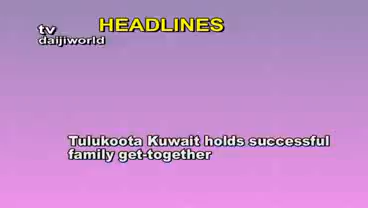 HEADLINES
tv
daijiworld
Tulukoota Kuwait holds successful
family get-together